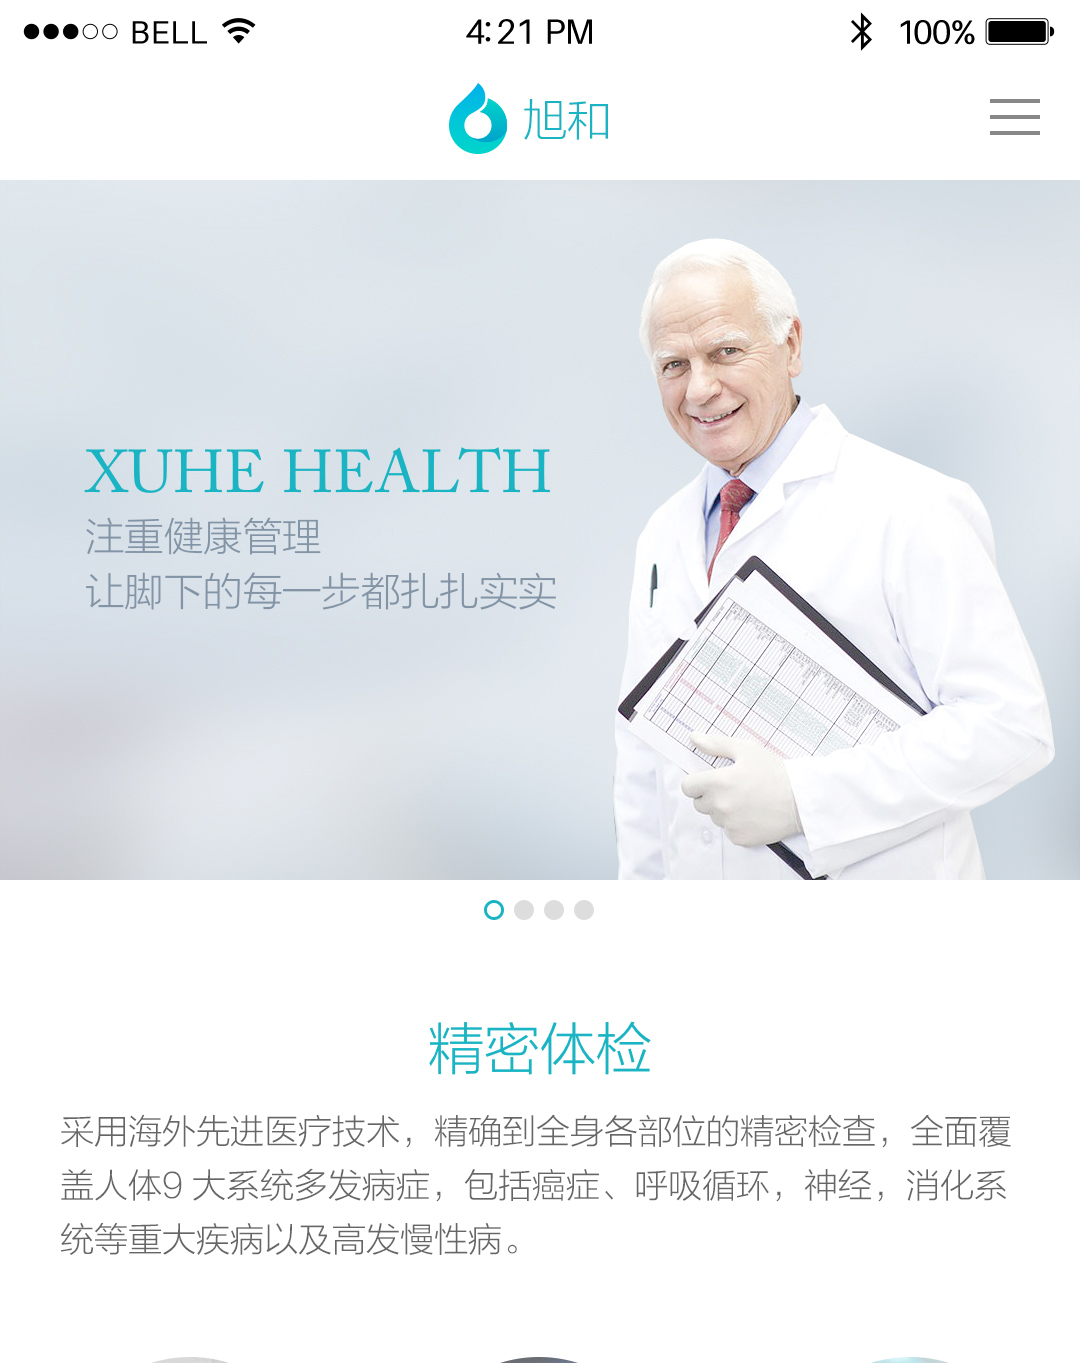 BELL 4:21 PM 100%
旭和
XUHE HEALTH
注重健康管理
让脚下的每一步都扎扎实实
精密体检
采用海外先进医疗技术，精确到全身各部位的精密检查，全面覆
盖人体9 大系统多发病症，包括癌症、呼吸循环，神经，消化系
统等重大疾病以及高发慢性病。